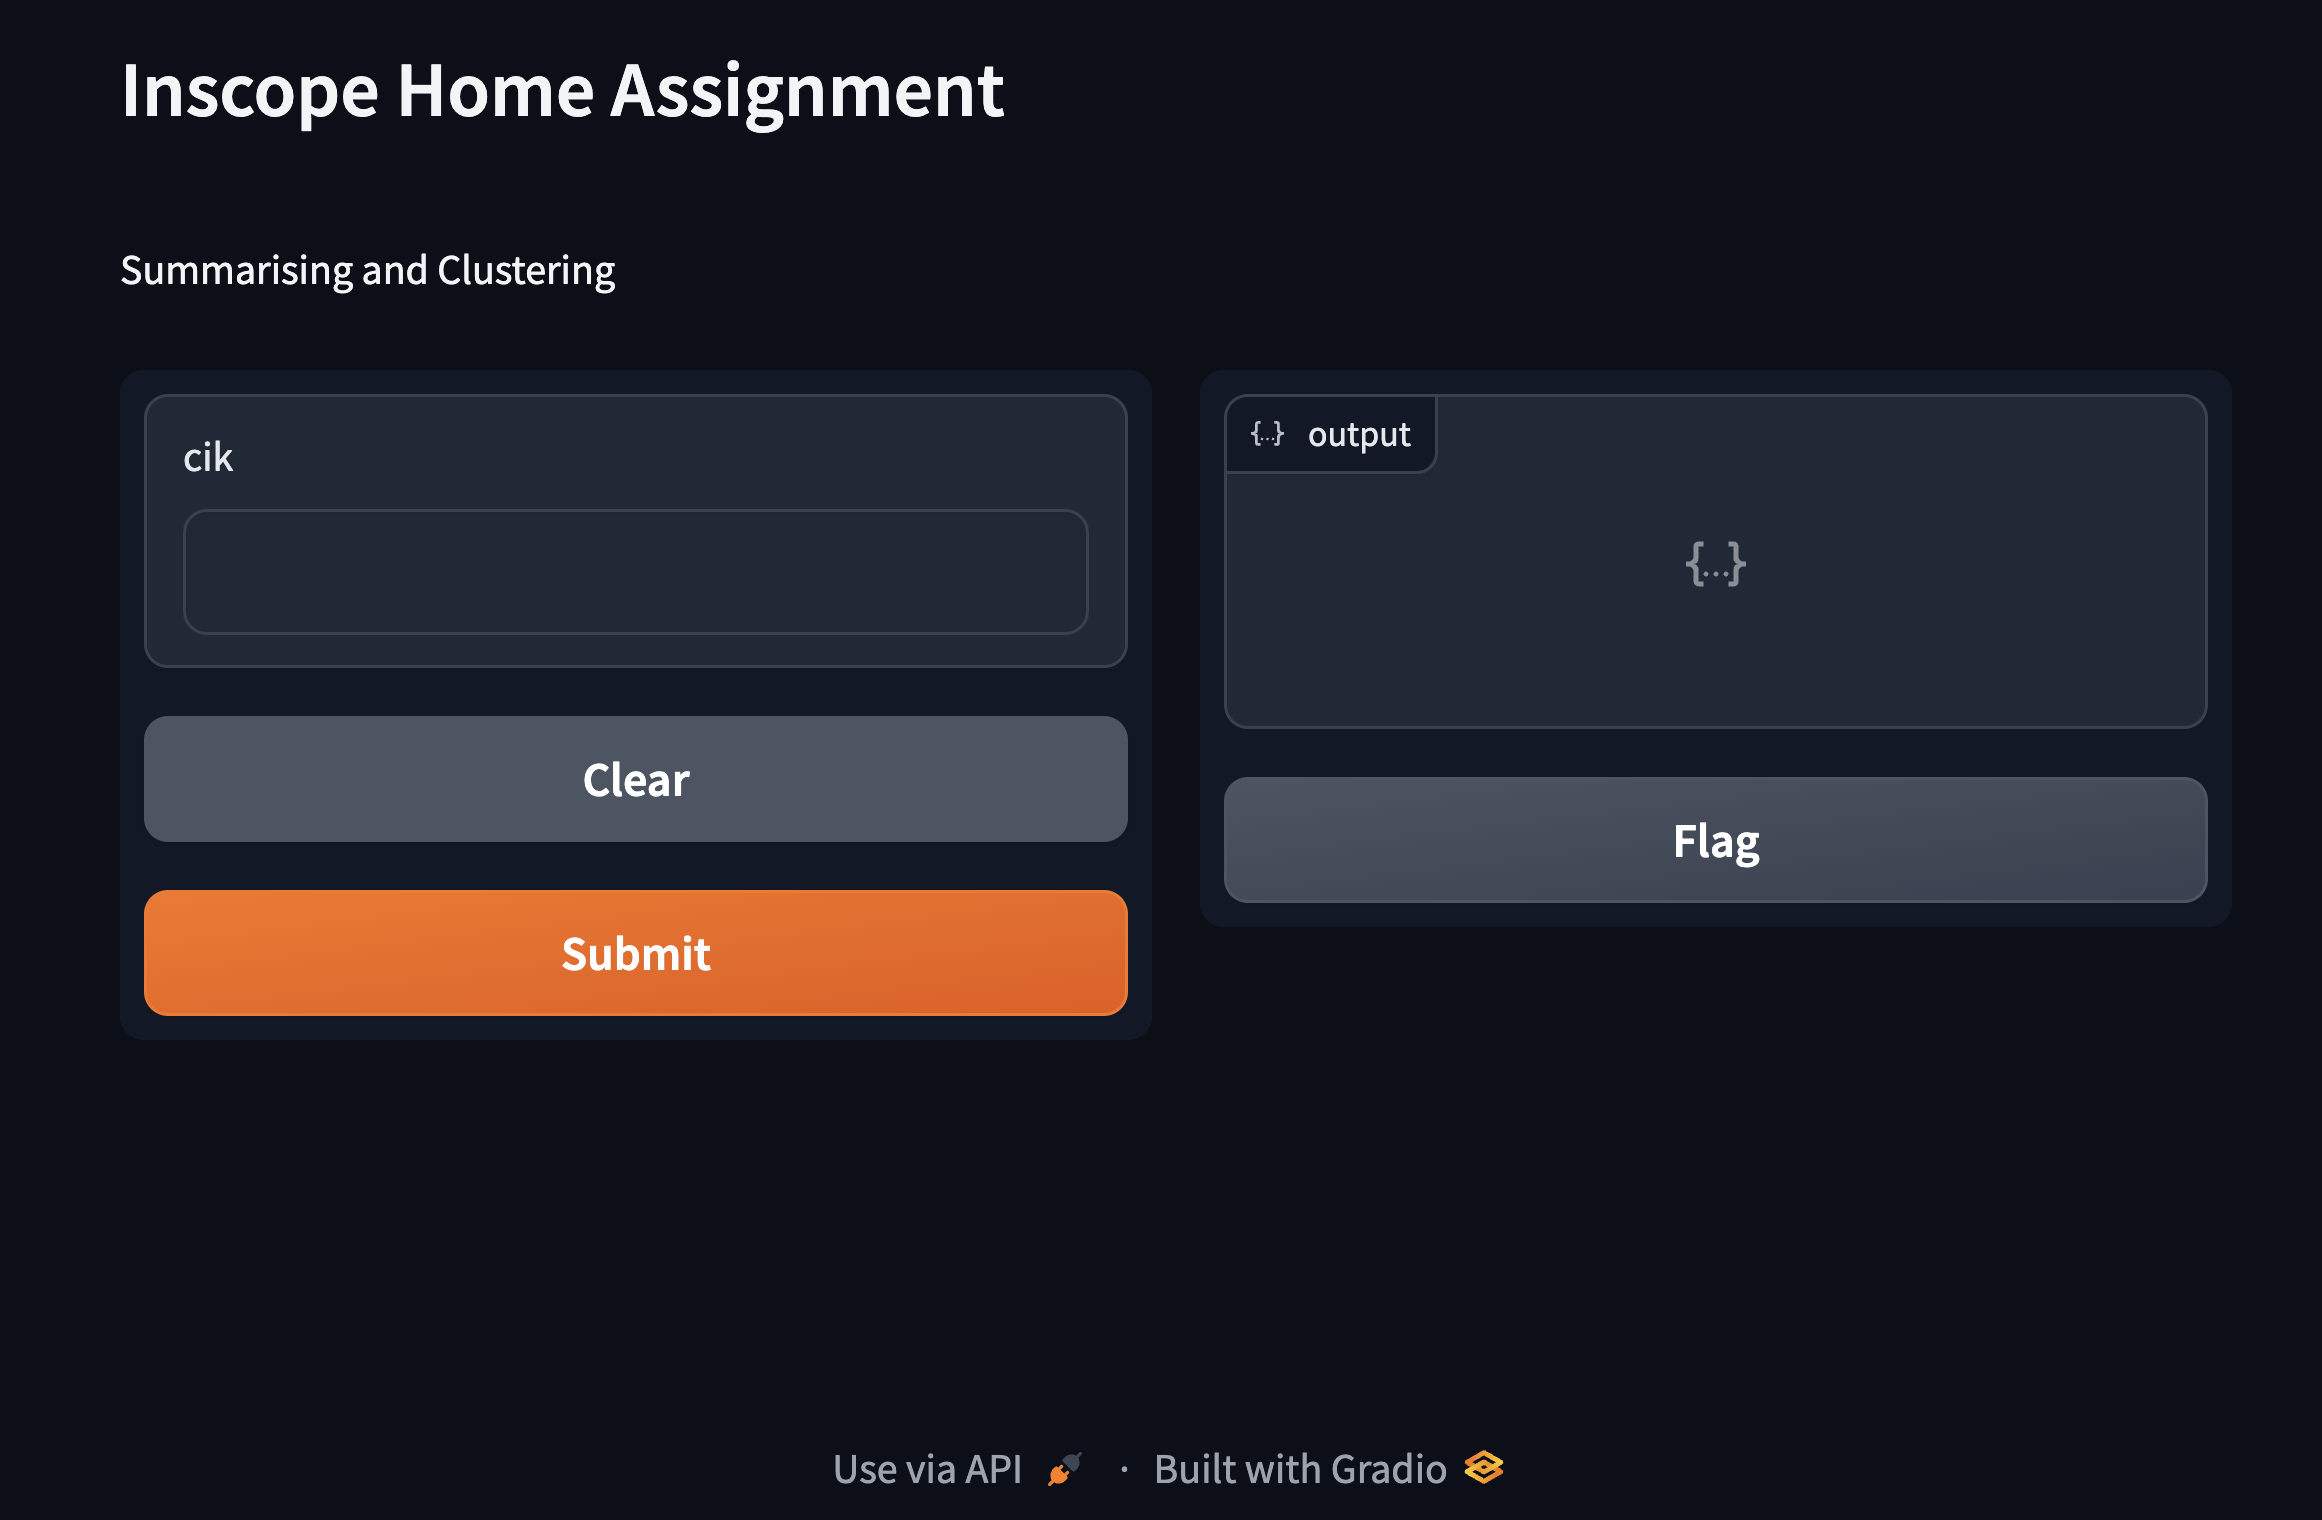 Inscope Home Assignment
Summarising and Clustering
cik
Clear
Submit
{...} output
{...}
Flag
Use via API · Built with Gradio